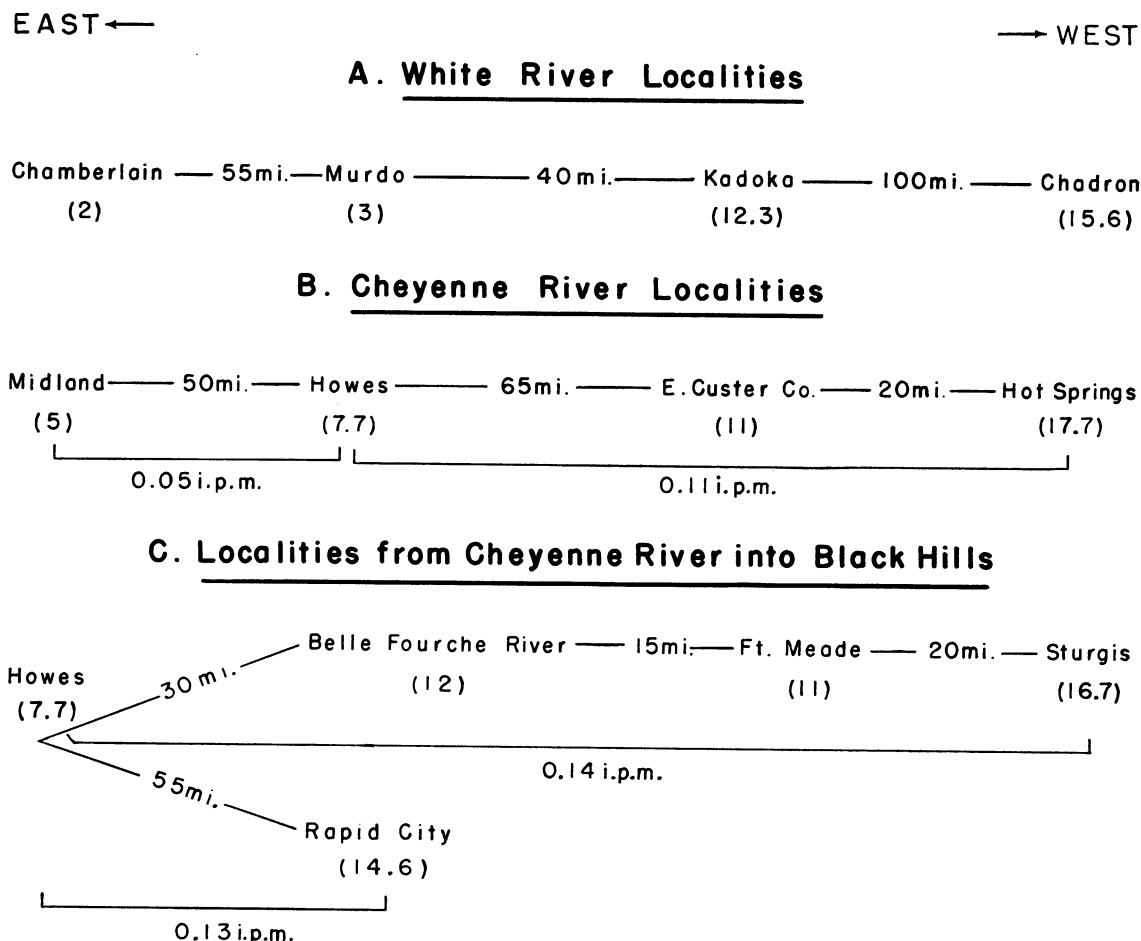 EAST WEST
A. White River Localities
Chamberlain 55mi. Murdo 40mi. Kadoka 100mi. Chadron
(2) (3) (12.3) (15.6)
B. Cheyenne River Localities
Midland 50mi. Howes 65mi. E. Custer Co. 20mi. Hot Springs
(5) (7.7) (11) (17.7)
0.05 i.p.m. 0.11 i.p.m.
C. Localities from Cheyenne River into Black Hills
Belle Fourche River 15mi. Ft. Meade 20mi. Sturgis
(12) (11) (16.7)
Howes
(7.7)
30 mi.
0.14 i.p.m.
55mi.
Rapid City
(14.6)
0.13 i.p.m.